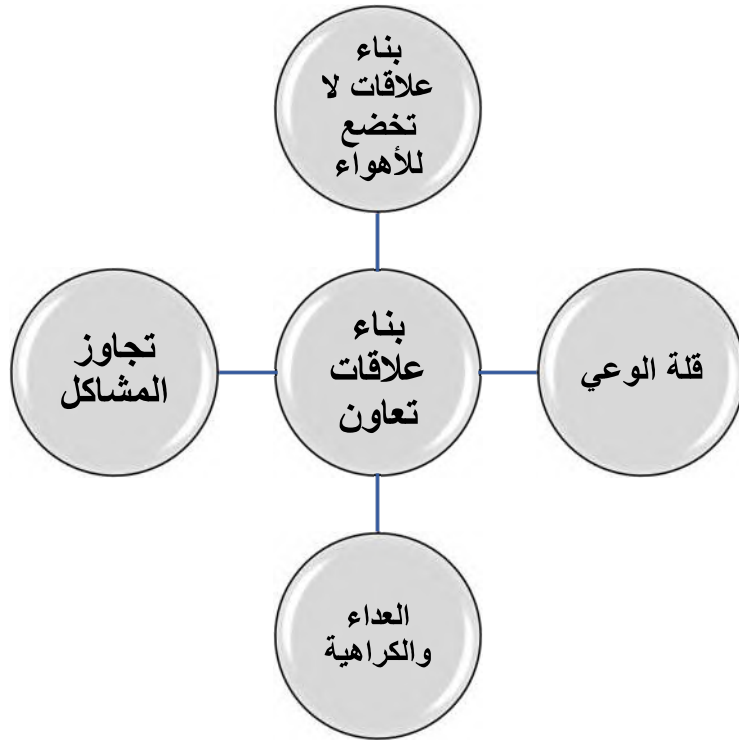 بناء
علاقات لا
تخضع
للأهواء
قلة الوعي
بناء
علاقات
تعاون
تجاوز
المشاكل
العداء
والكراهية